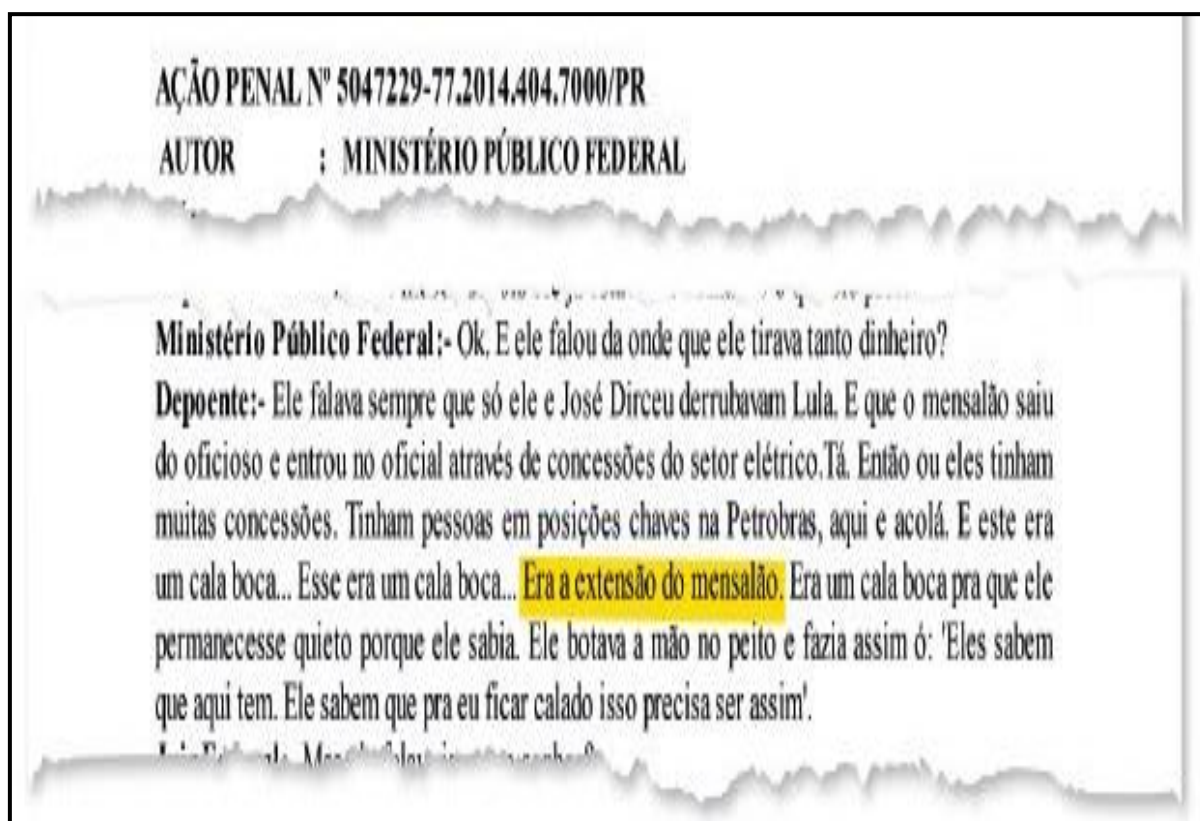 AÇÃO PENAL Nº 5047229-77.2014.404.7000/PR
AUTOR : MINISTÉRIO PÚBLICO FEDERAL
Ministério Público Federal:- Ok. E ele falou da onde que ele tirava tanto dinheiro?
Depoente:- Ele falava sempre que só ele e José Dirceu derrubavam Lula. E que o mensalão saiu
do oficioso e entrou no oficial através de concessões do setor elétrico.Tá. Então ou eles tinham
muitas concessões. Tinham pessoas em posições chaves na Petrobras, aqui e acolá. E este era
um cala boca... Esse era um cala boca... Era a extensão do mensalão. Era um cala boca pra que ele
permanecesse quieto porque ele sabia. Ele botava a mão no peito e fazia assim ó: 'Eles sabem
que aqui tem. Ele sabem que pra eu ficar calado isso precisa ser assim'.